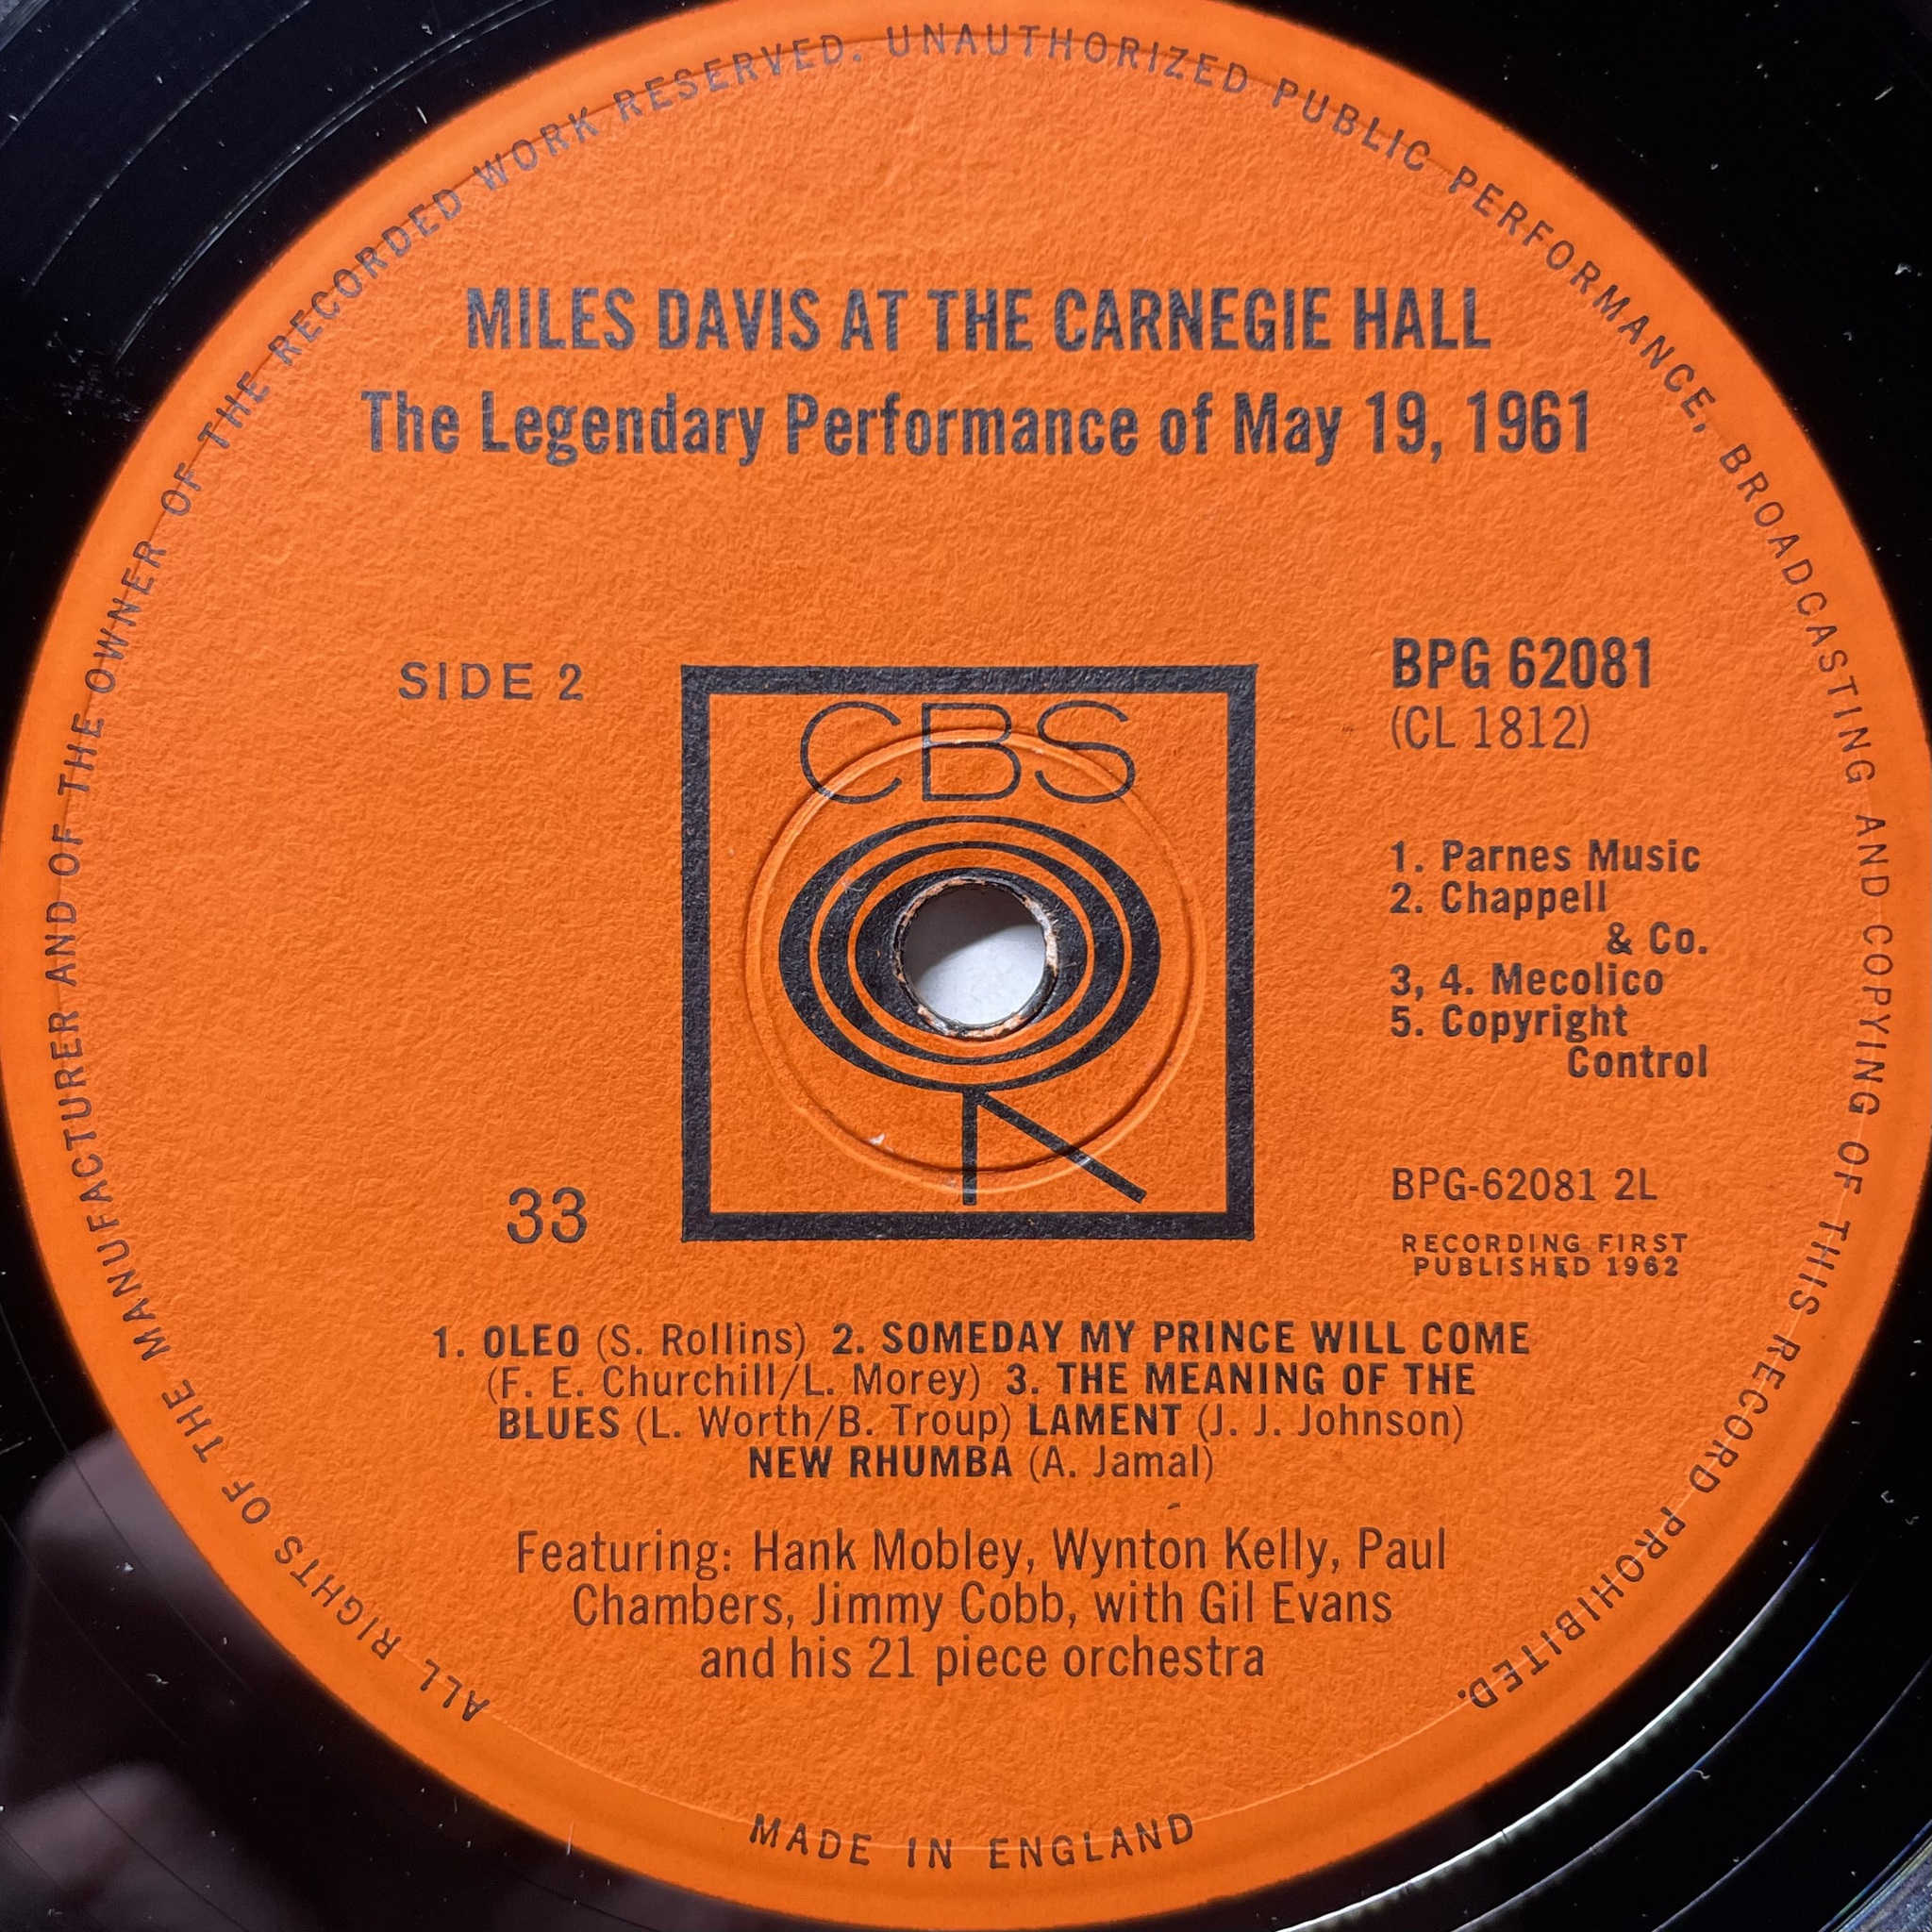 ALL RIGHTS OF THE MANUFACTURER AND OF THE OWNER OF THE RECORDED WORK RESERVED. UNAUTHORIZED PUBLIC PERFORMANCE, BROADCASTING AND COPYING OF THIS RECORD PROHIBITED.
MILES DAVIS AT THE CARNEGIE HALL
The Legendary Performance of May 19, 1961
SIDE 2
CBS
BPG 62081
(CL 1812)
1. Parnes Music
2. Chappell
& Co.
3, 4. Mecolico
5. Copyright
Control
33
BPG-62081 2L
RECORDING FIRST
PUBLISHED 1962
1. OLEO (S. Rollins) 2. SOMEDAY MY PRINCE WILL COME
(F. E. Churchill/L. Morey) 3. THE MEANING OF THE
BLUES (L. Worth/B. Troup) LAMENT (J. J. Johnson)
NEW RHUMBA (A. Jamal)
Featuring: Hank Mobley, Wynton Kelly, Paul
Chambers, Jimmy Cobb, with Gil Evans
and his 21 piece orchestra
MADE IN ENGLAND